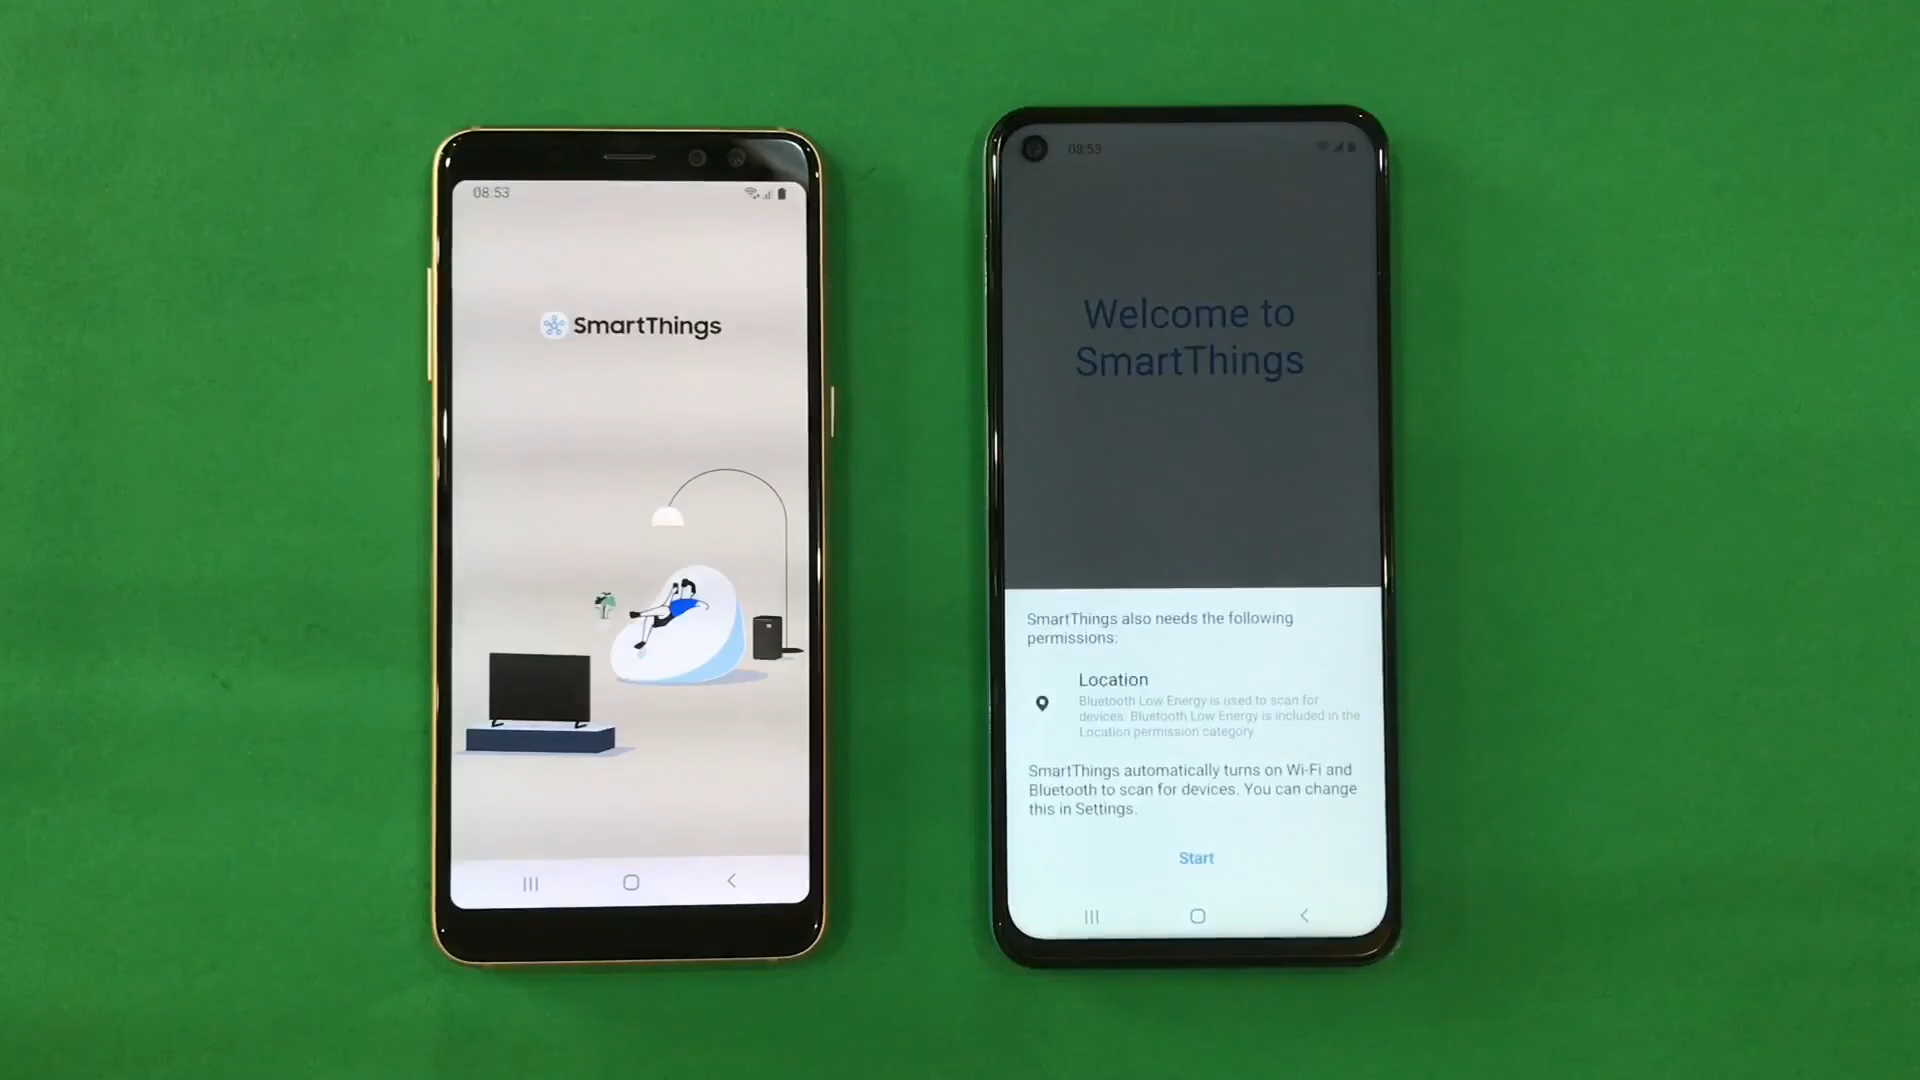 08:53
SmartThings
08:53
Welcome to
SmartThings
SmartThings also needs the following
permissions:
Location
Bluetooth Low Energy is used to scan for
devices. Bluetooth Low Energy is included in the
Location permission category.
SmartThings automatically turns on Wi-Fi and
Bluetooth to scan for devices. You can change
this in Settings.
Start